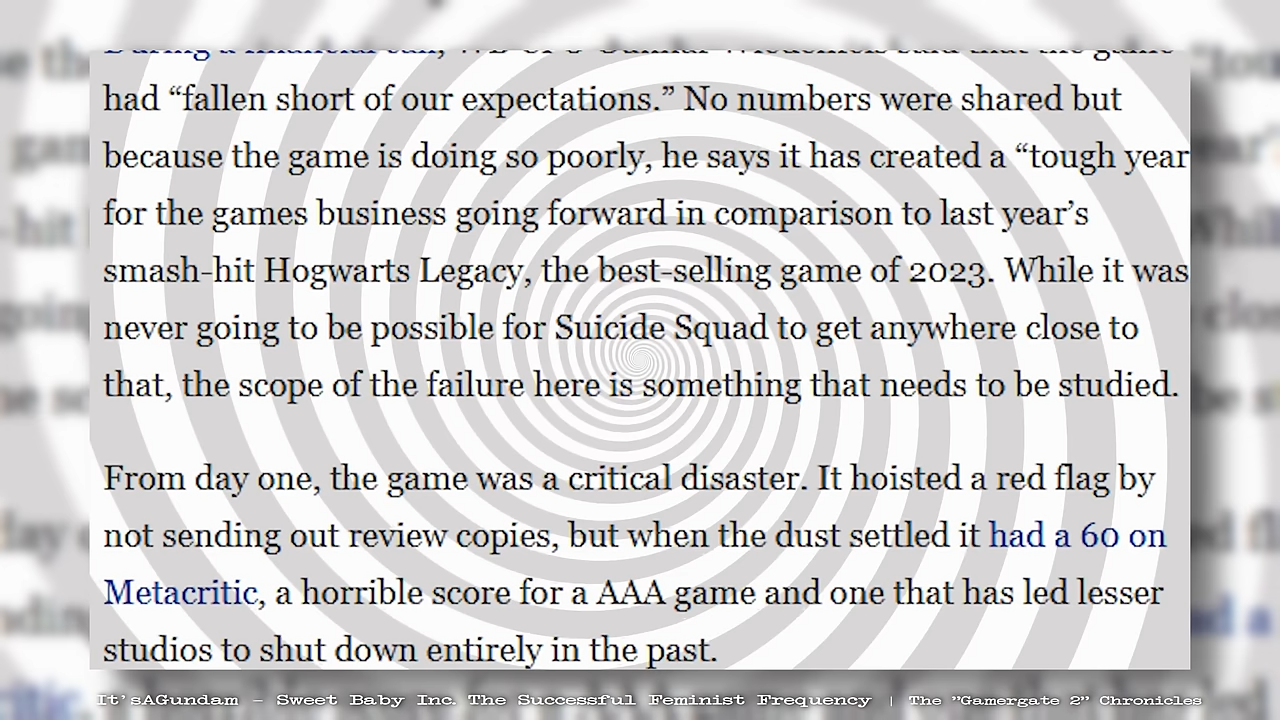 During a financial call,
had “fallen short of our expectations.” No numbers were shared but
because the game is doing so poorly, he says it has created a “tough year
for the games business going forward in comparison to last year’s
smash-hit Hogwarts Legacy, the best-selling game of 2023. While it was
never going to be possible for Suicide Squad to get anywhere close to
that, the scope of the failure here is something that needs to be studied.
From day one, the game was a critical disaster. It hoisted a red flag by
not sending out review copies, but when the dust settled it had a 60 on
Metacritic, a horrible score for a AAA game and one that has led lesser
studios to shut down entirely in the past.
It'sAGundam - Sweet Baby Inc. The Successful Feminist Frequency | The "Gamergate 2" Chronicles